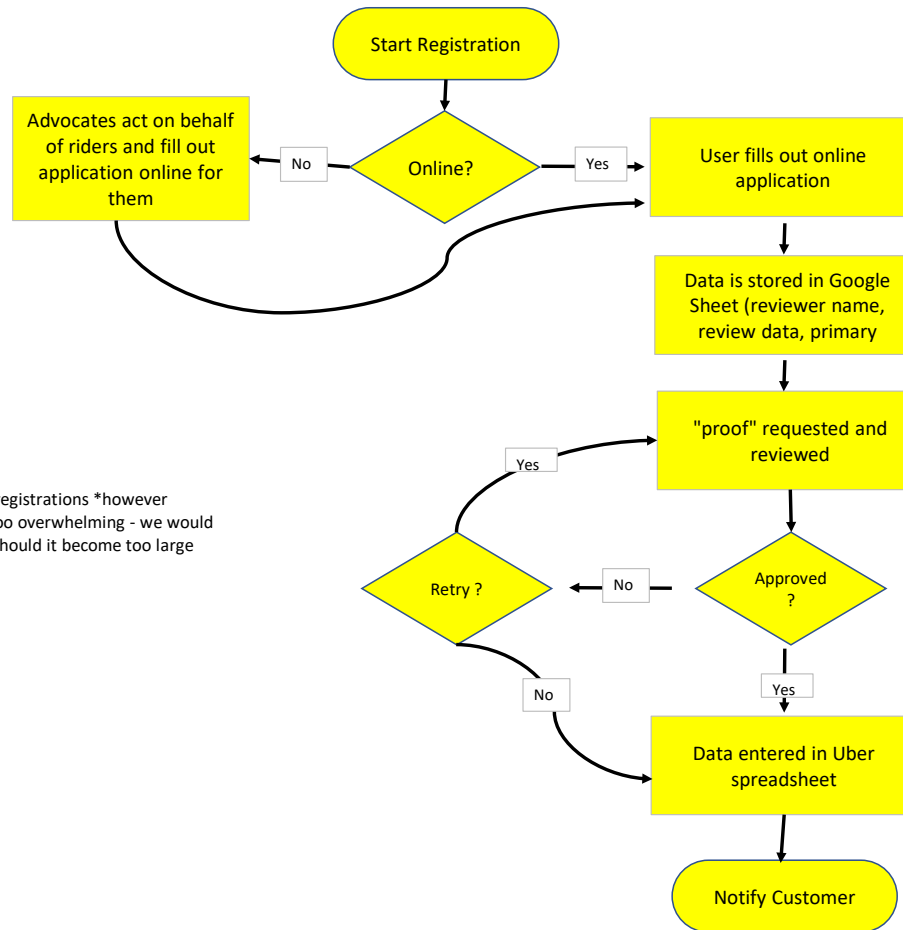 Start Registration
Advocates act on behalf
of riders and fill out
application online for
them
No
Online?
Yes
User fills out online
application
Data is stored in Google
Sheet (reviewer name,
review data, primary
"proof" requested and
reviewed
Yes
egistrations *however
oo overwhelming - we would
hould it become too large
Retry ?
No
Approved
?
No
Yes
Data entered in Uber
spreadsheet
Notify Customer